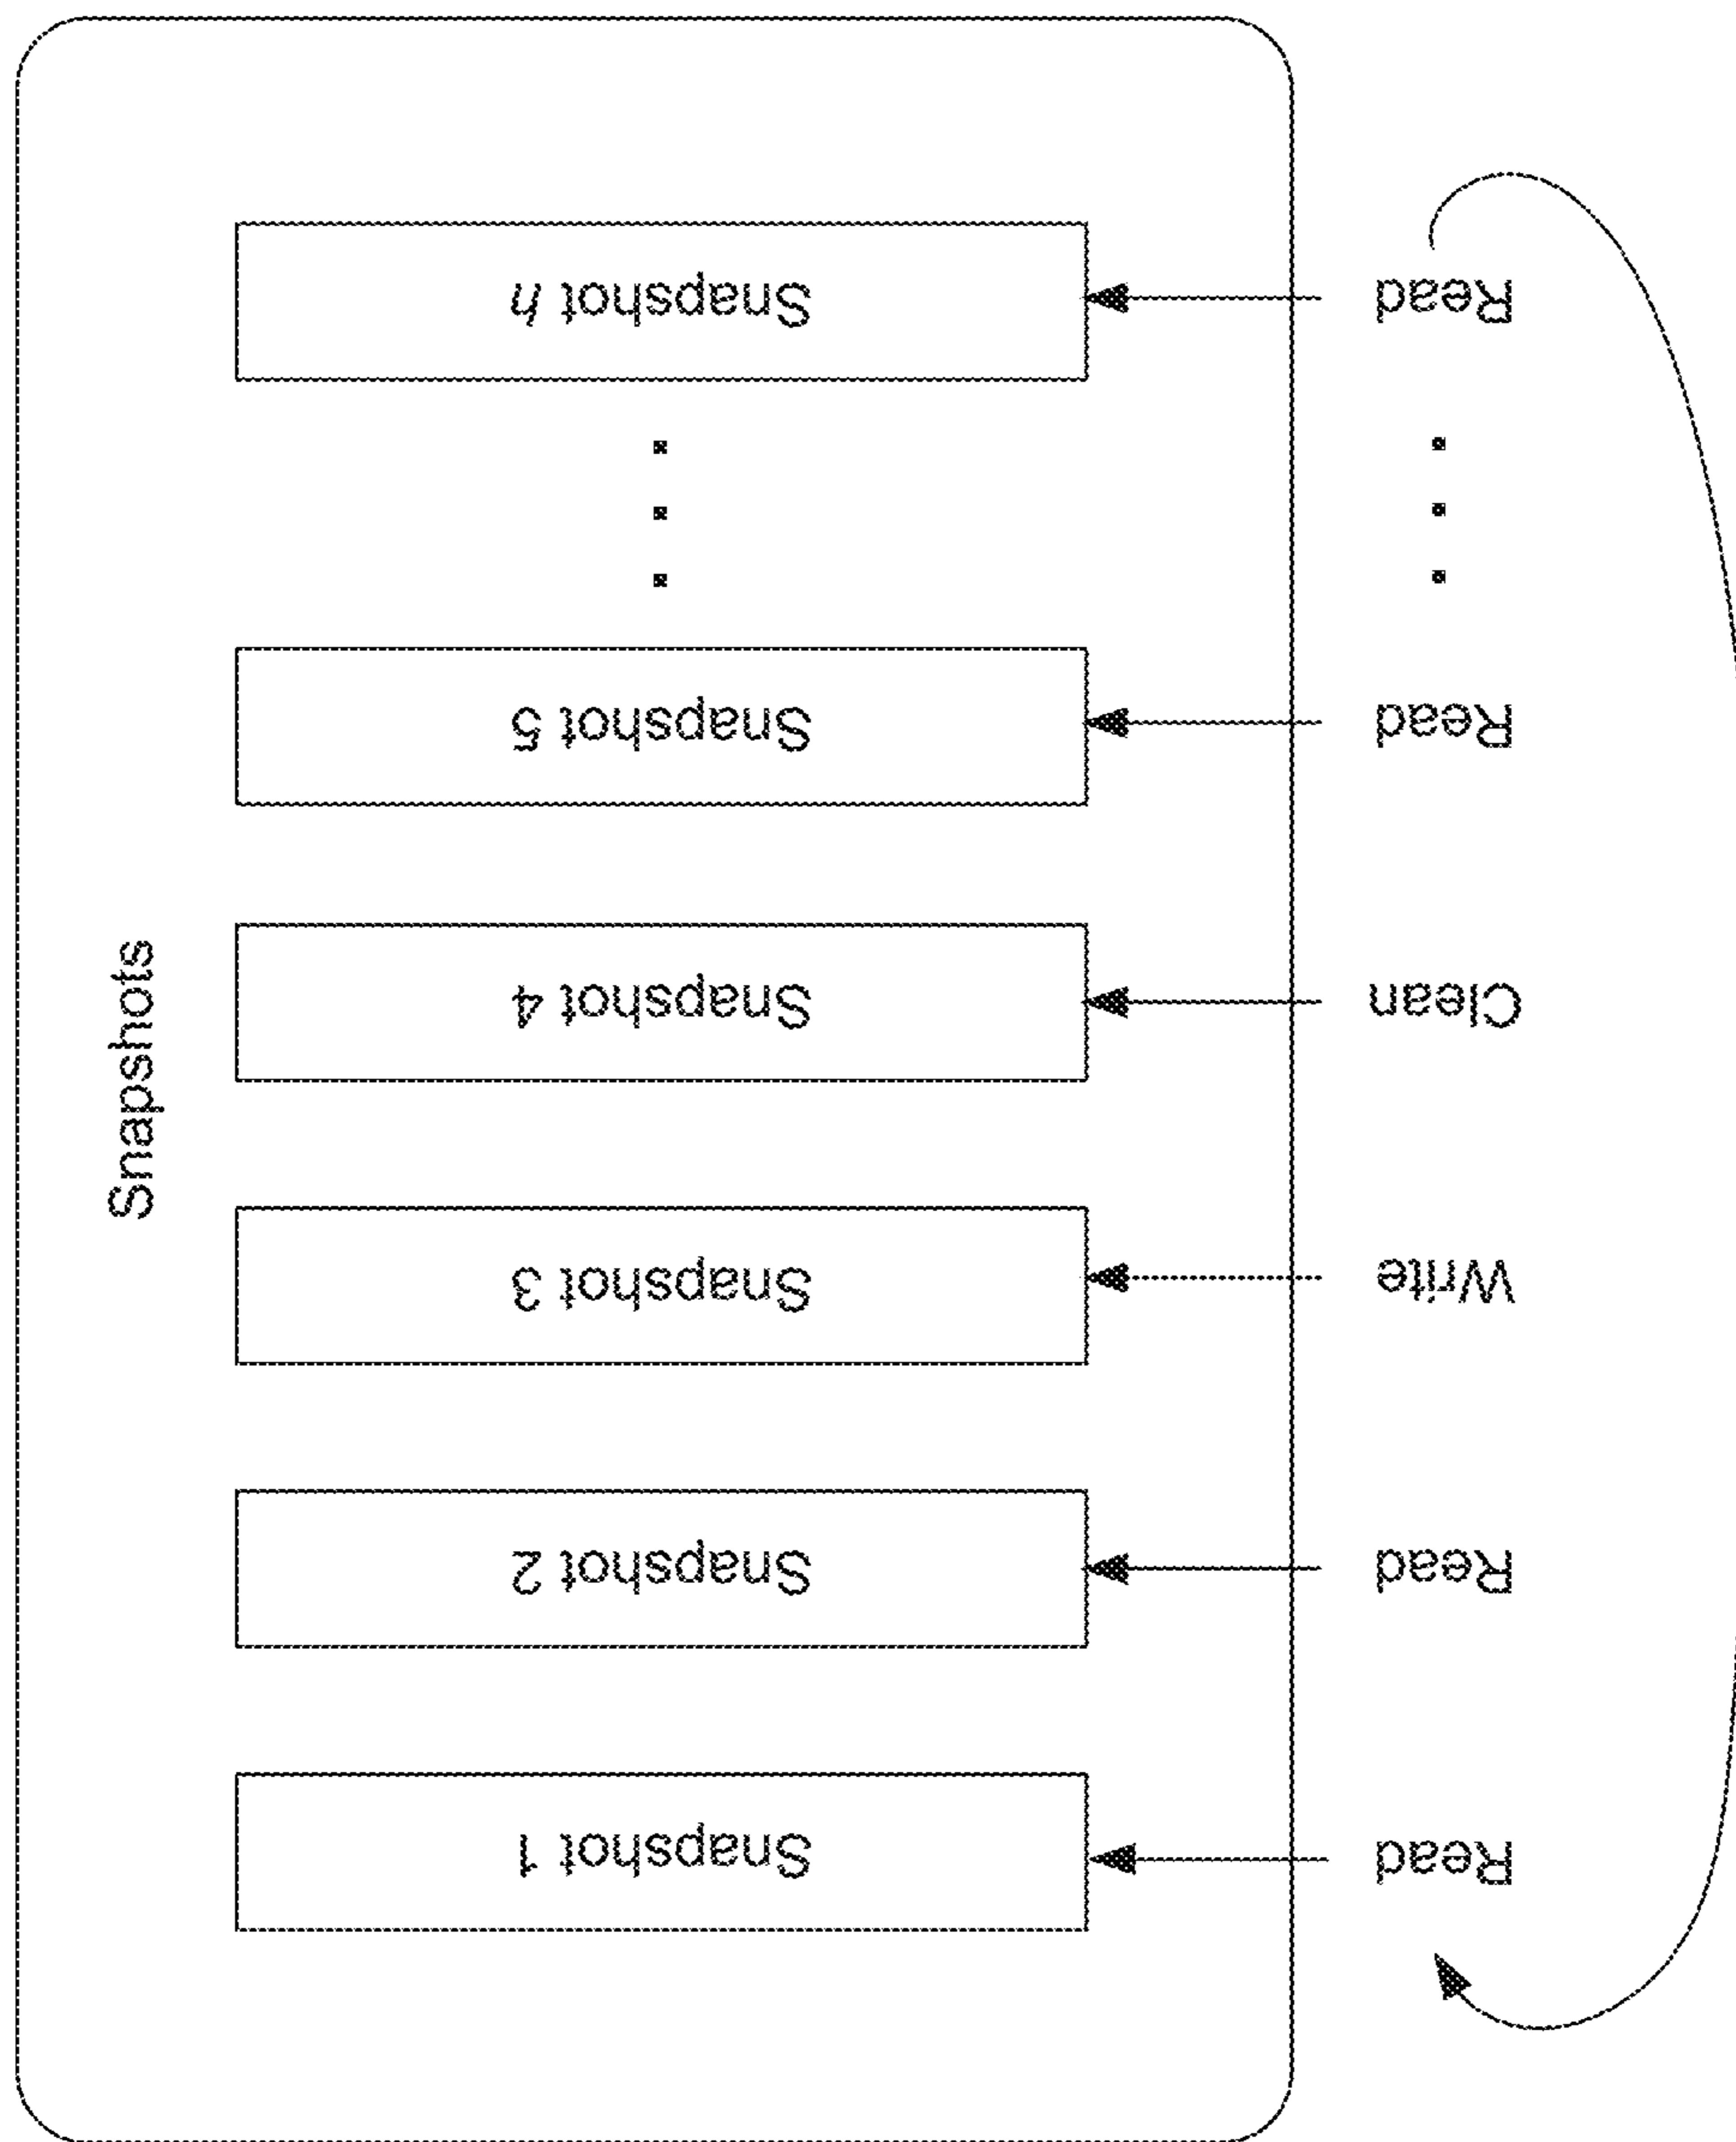 Read
Snapshot 1
Read
Snapshot 2
Write
Snapshot 3
Clean
Snapshot 4
Read
Snapshot 5
Read
Snapshot h
Snapshots